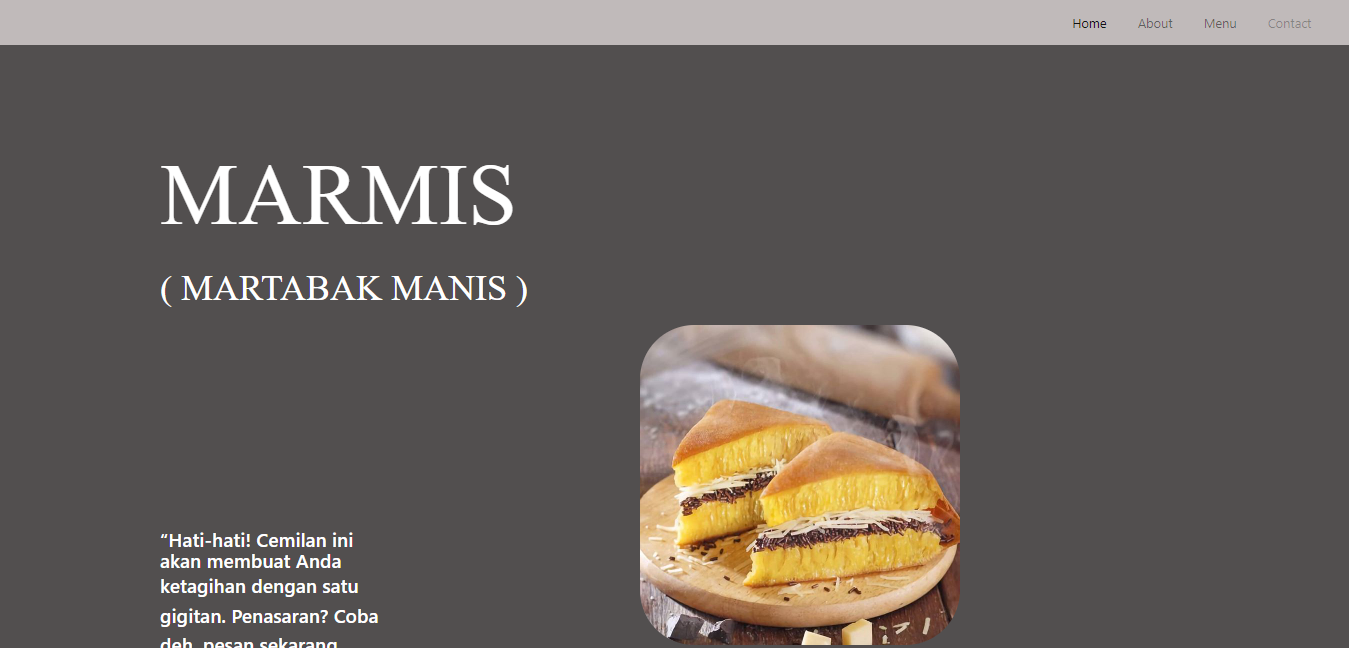 Home About Menu Contact
MARMIS
( MARTABAK MANIS )
“Hati-hati! Cemilan ini
akan membuat Anda
ketagihan dengan satu
gigitan. Penasaran? Coba
deh, pesan sekarang